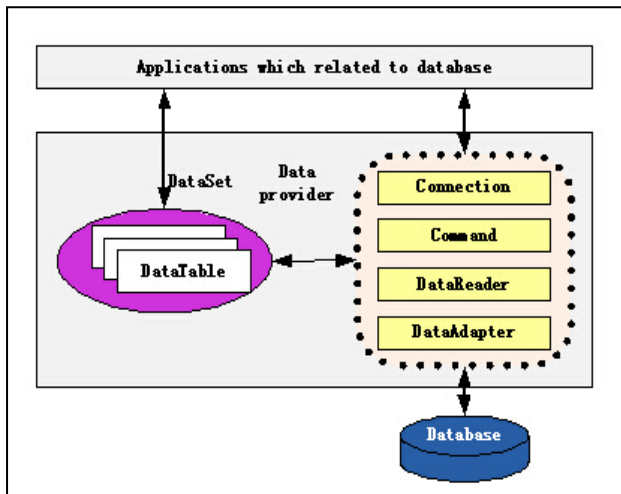 Applications which related to database
DataSet
Data
provider
DataTable
Connection
Command
DataReader
DataAdapter
Database